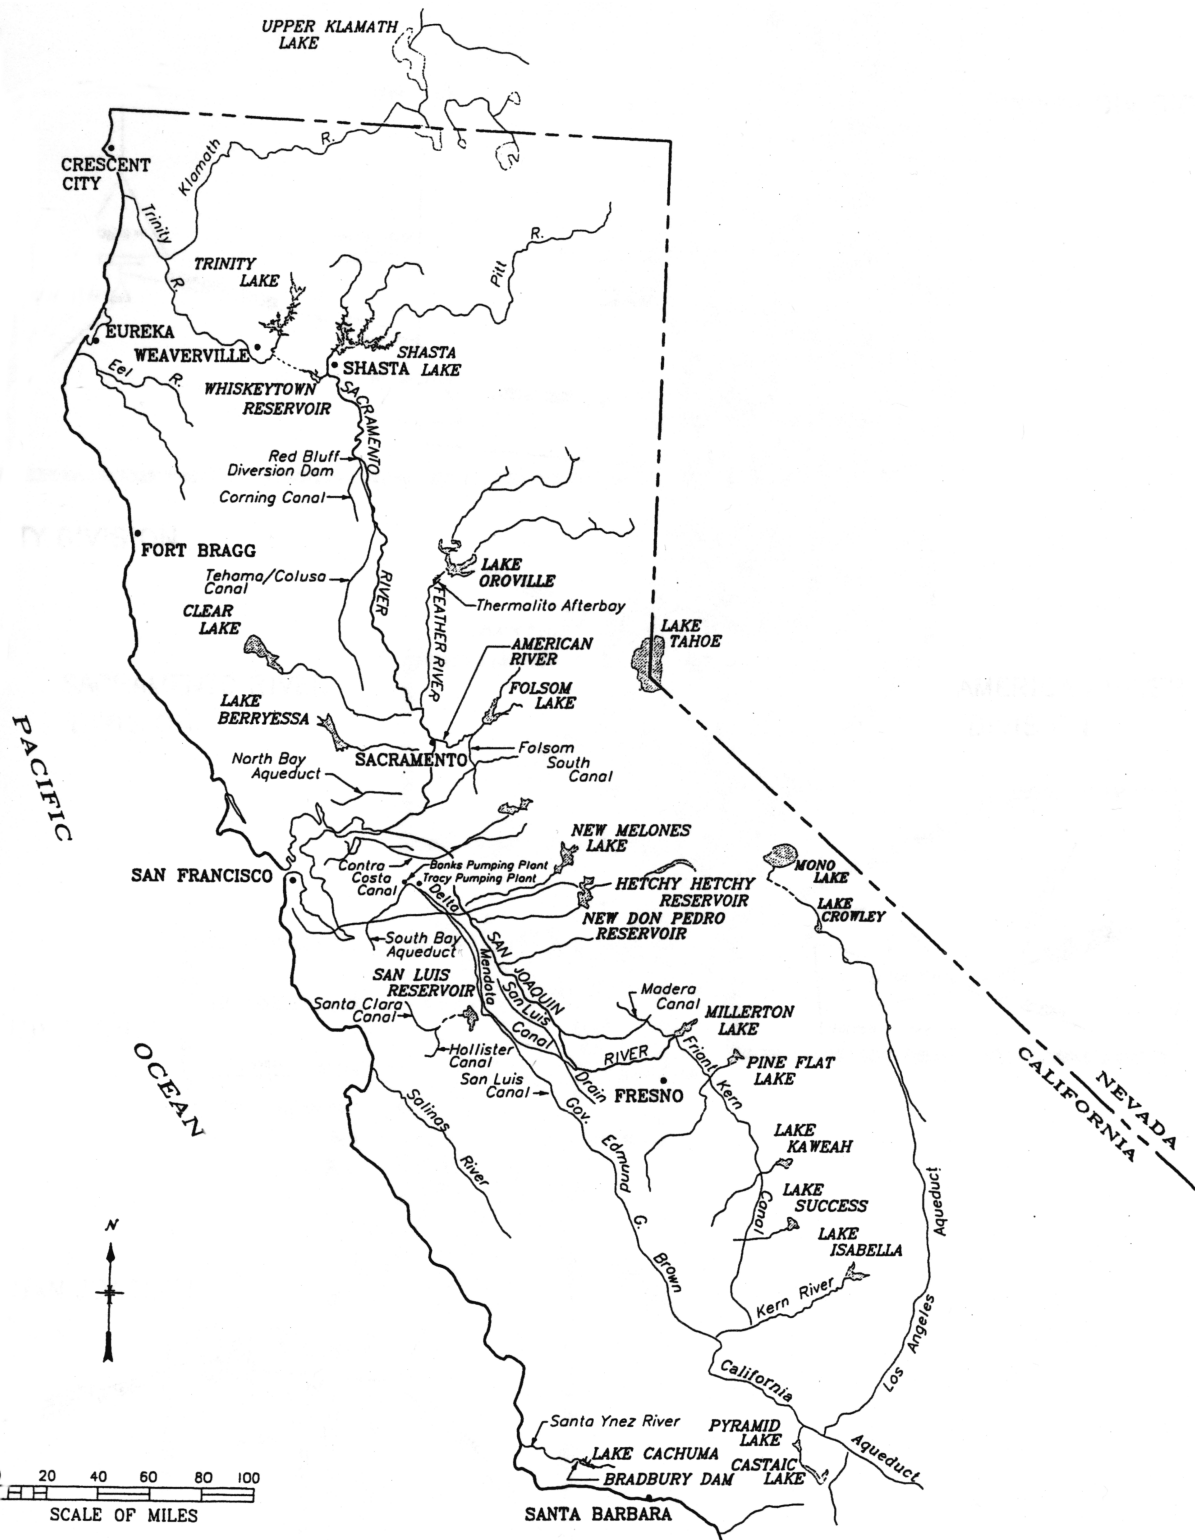 UPPER KLAMATH
LAKE
CRESCENT
CITY
Klamath
R.
Trinity
R.
TRINITY
LAKE
Pitt
R.
EUREKA
WEAVERVILLE
SHASTA
LAKE
SHASTA
Eel
R.
WHISKEYTOWN
RESERVOIR
SACRAMENTO
RIVER
Red Bluff
Diversion Dam
Corning Canal
FORT BRAGG
LAKE
OROVILLE
Tehama/Colusa
Canal
Thermalito Afterbay
FEATHER RIVER
CLEAR
LAKE
AMERICAN
RIVER
LAKE
TAHOE
FOLSOM
LAKE
LAKE
BERRYESSA
SACRAMENTO
Folsom
South
Canal
North Bay
Aqueduct
PACIFIC
OCEAN
NEW MELONES
LAKE
MONO
LAKE
Contra
Costa
Canal
Banks Pumping Plant
Tracy Pumping Plant
SAN FRANCISCO
HETCHY HETCHY
RESERVOIR
LAKE
CROWLEY
NEW DON PEDRO
RESERVOIR
Delta
Mendota
Canal
South Bay
Aqueduct
SAN
JOAQUIN
RIVER
San Luis
Drain
SAN LUIS
RESERVOIR
Santa Clara
Canal
Hollister
Canal
San Luis
Canal
Madera
Canal
MILLERTON
LAKE
Friant Kern
Canal
PINE FLAT
LAKE
FRESNO
NEVADA
CALIFORNIA
Salinas
River
Gov.
Edmund
G.
Brown
California
Aqueduct
LAKE
KAWEAH
LAKE
SUCCESS
LAKE
ISABELLA
Kern River
Los Angeles
Aqueduct
N
Santa Ynez River
LAKE CACHUMA
BRADBURY DAM
PYRAMID
LAKE
CASTAIC
LAKE
SANTA BARBARA
20 40 60 80 100
SCALE OF MILES